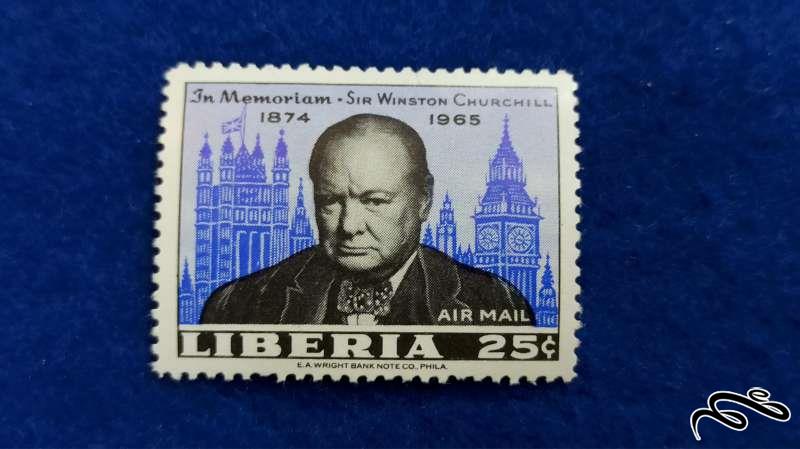 In Memoriam · Sir Winston Churchill
1874 1965
AIR MAIL
LIBERIA 25¢
E.A. WRIGHT BANK NOTE CO., PHILA.